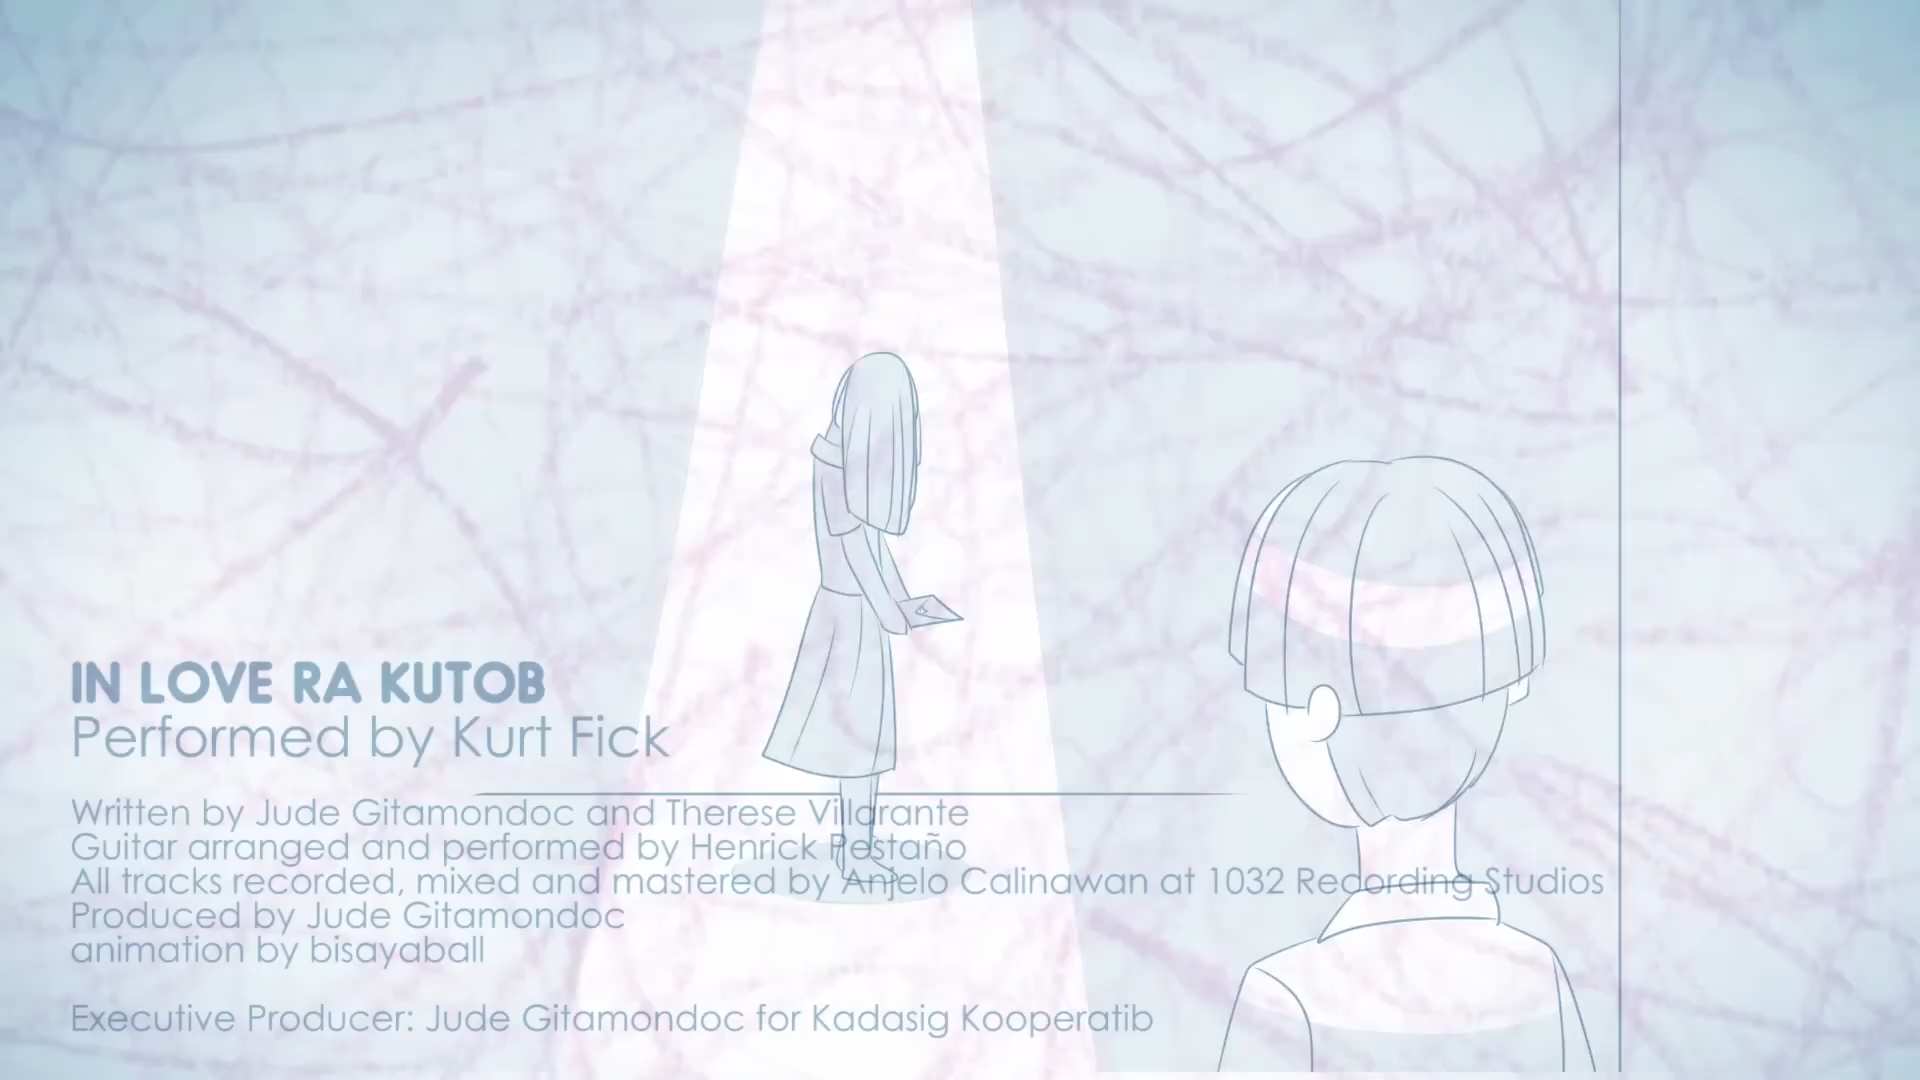 IN LOVE RA KUTOB
Performed by Kurt Fick
Written by Jude Gitamondoc and Therese Villarante
Guitar arranged and performed by Henrick Pestaño
All tracks recorded, mixed and mastered by Anjelo Calinawan at 1032 Recording Studios
Produced by Jude Gitamondoc
animation by bisayaball
Executive Producer: Jude Gitamondoc for Kadasig Kooperatib